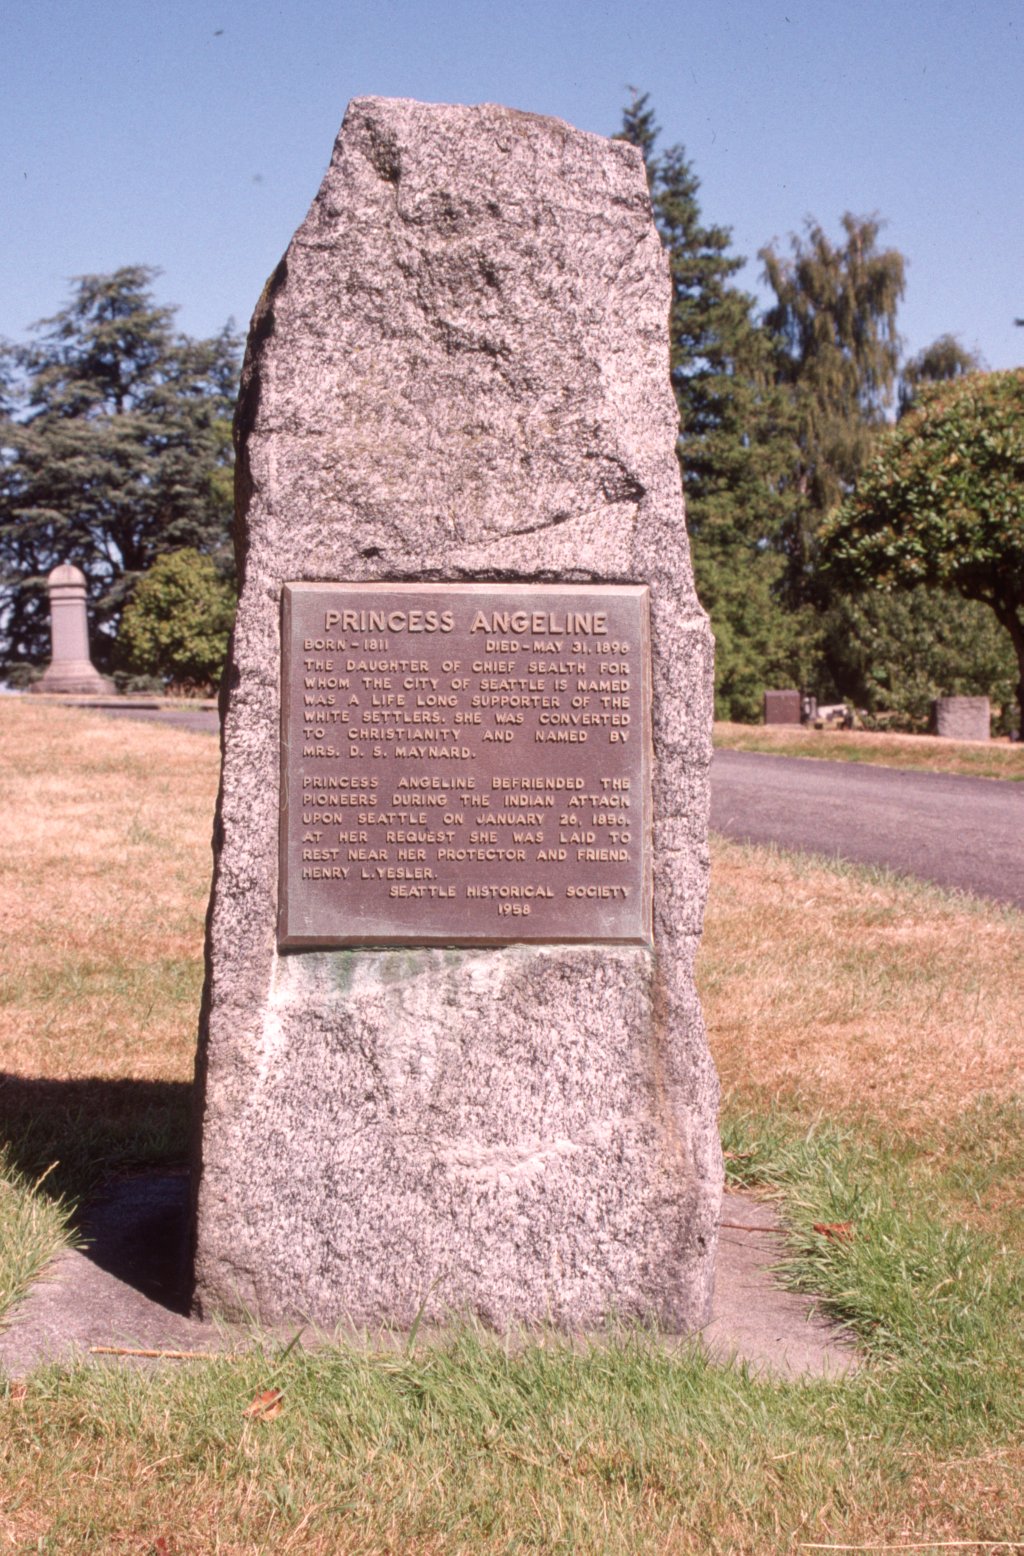 PRINCESS ANGELINE
BORN - 1811 DIED - MAY 31, 1896
THE DAUGHTER OF CHIEF SEALTH FOR
WHOM THE CITY OF SEATTLE IS NAMED
WAS A LIFE LONG SUPPORTER OF THE
WHITE SETTLERS. SHE WAS CONVERTED
TO CHRISTIANITY AND NAMED BY
MRS. D. S. MAYNARD.
PRINCESS ANGELINE BEFRIENDED THE
PIONEERS DURING THE INDIAN ATTACK
UPON SEATTLE ON JANUARY 26, 1856.
AT HER REQUEST SHE WAS LAID TO
REST NEAR HER PROTECTOR AND FRIEND,
HENRY L. YESLER.
SEATTLE HISTORICAL SOCIETY
1958